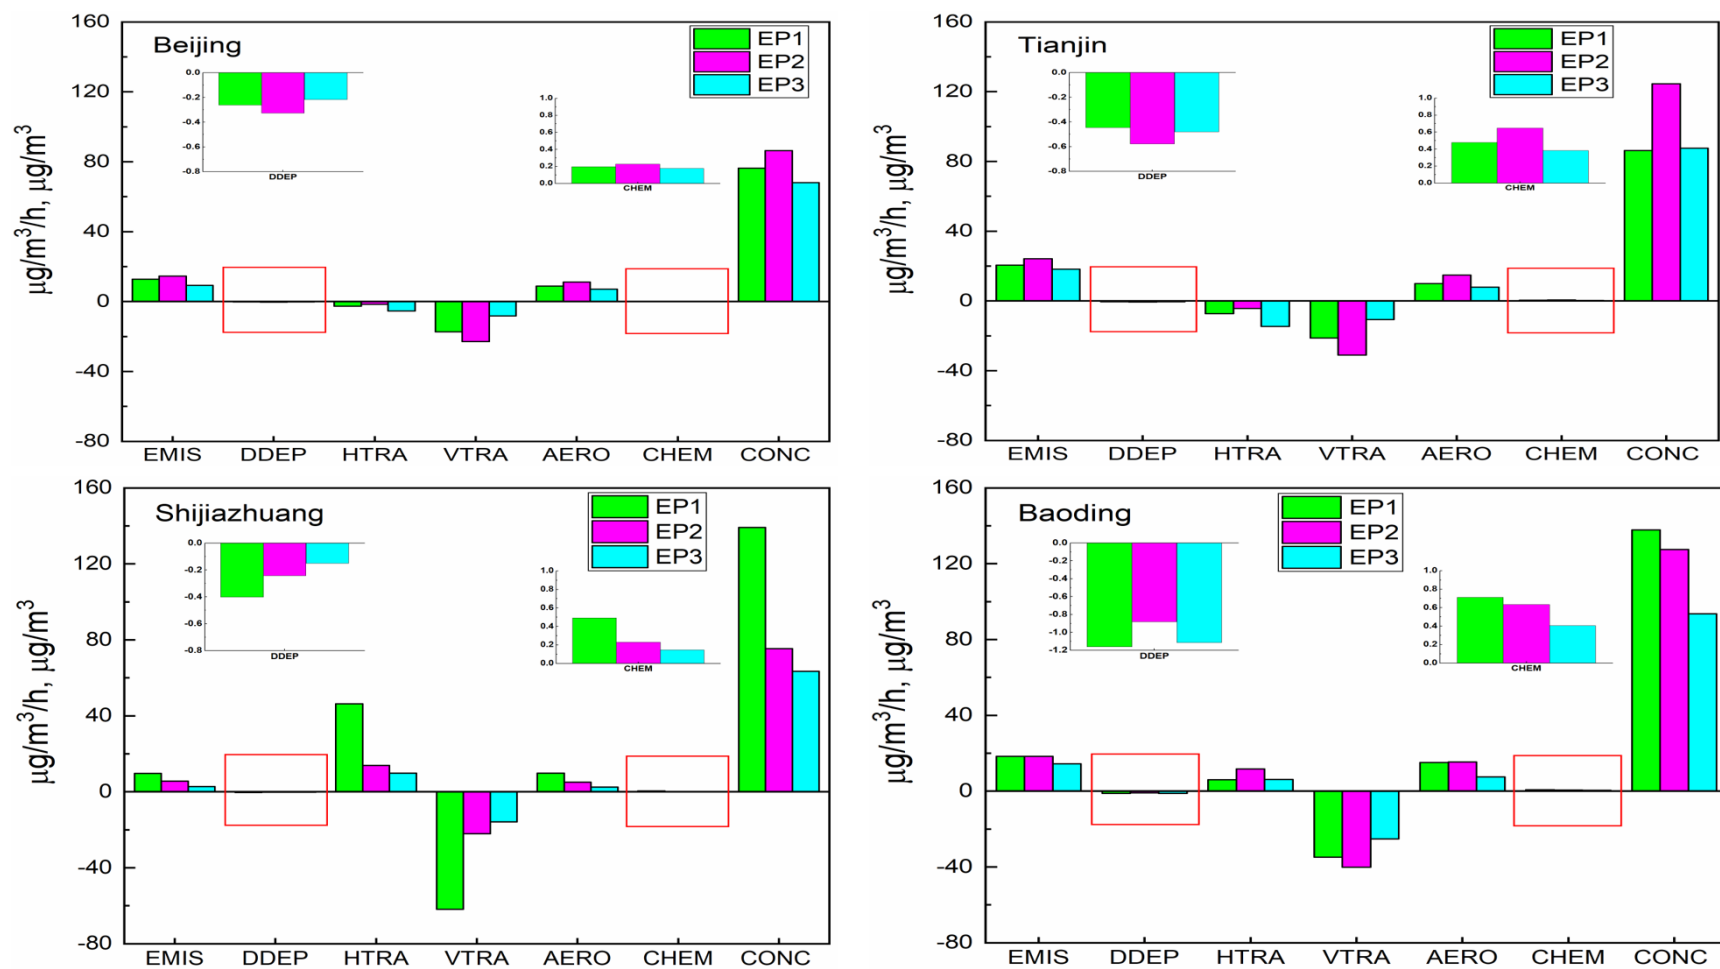 Beijing
EP1
EP2
EP3
µg/m³/h, µg/m³
160
120
80
40
0
-40
-80
0.0
-0.2
-0.4
-0.6
-0.8
DDEP
1.0
0.8
0.6
0.4
0.2
0.0
CHEM
EMIS DDEP HTRA VTRA AERO CHEM CONC
Tianjin
EP1
EP2
EP3
µg/m³/h, µg/m³
160
120
80
40
0
-40
-80
0.0
-0.2
-0.4
-0.6
-0.8
DDEP
1.0
0.8
0.6
0.4
0.2
0.0
CHEM
EMIS DDEP HTRA VTRA AERO CHEM CONC
Shijiazhuang
EP1
EP2
EP3
µg/m³/h, µg/m³
160
120
80
40
0
-40
-80
0.0
-0.2
-0.4
-0.6
-0.8
DDEP
1.0
0.8
0.6
0.4
0.2
0.0
CHEM
EMIS DDEP HTRA VTRA AERO CHEM CONC
Baoding
EP1
EP2
EP3
µg/m³/h, µg/m³
160
120
80
40
0
-40
-80
0.0
-0.2
-0.4
-0.6
-0.8
-1.0
-1.2
DDEP
1.0
0.8
0.6
0.4
0.2
0.0
CHEM
EMIS DDEP HTRA VTRA AERO CHEM CONC